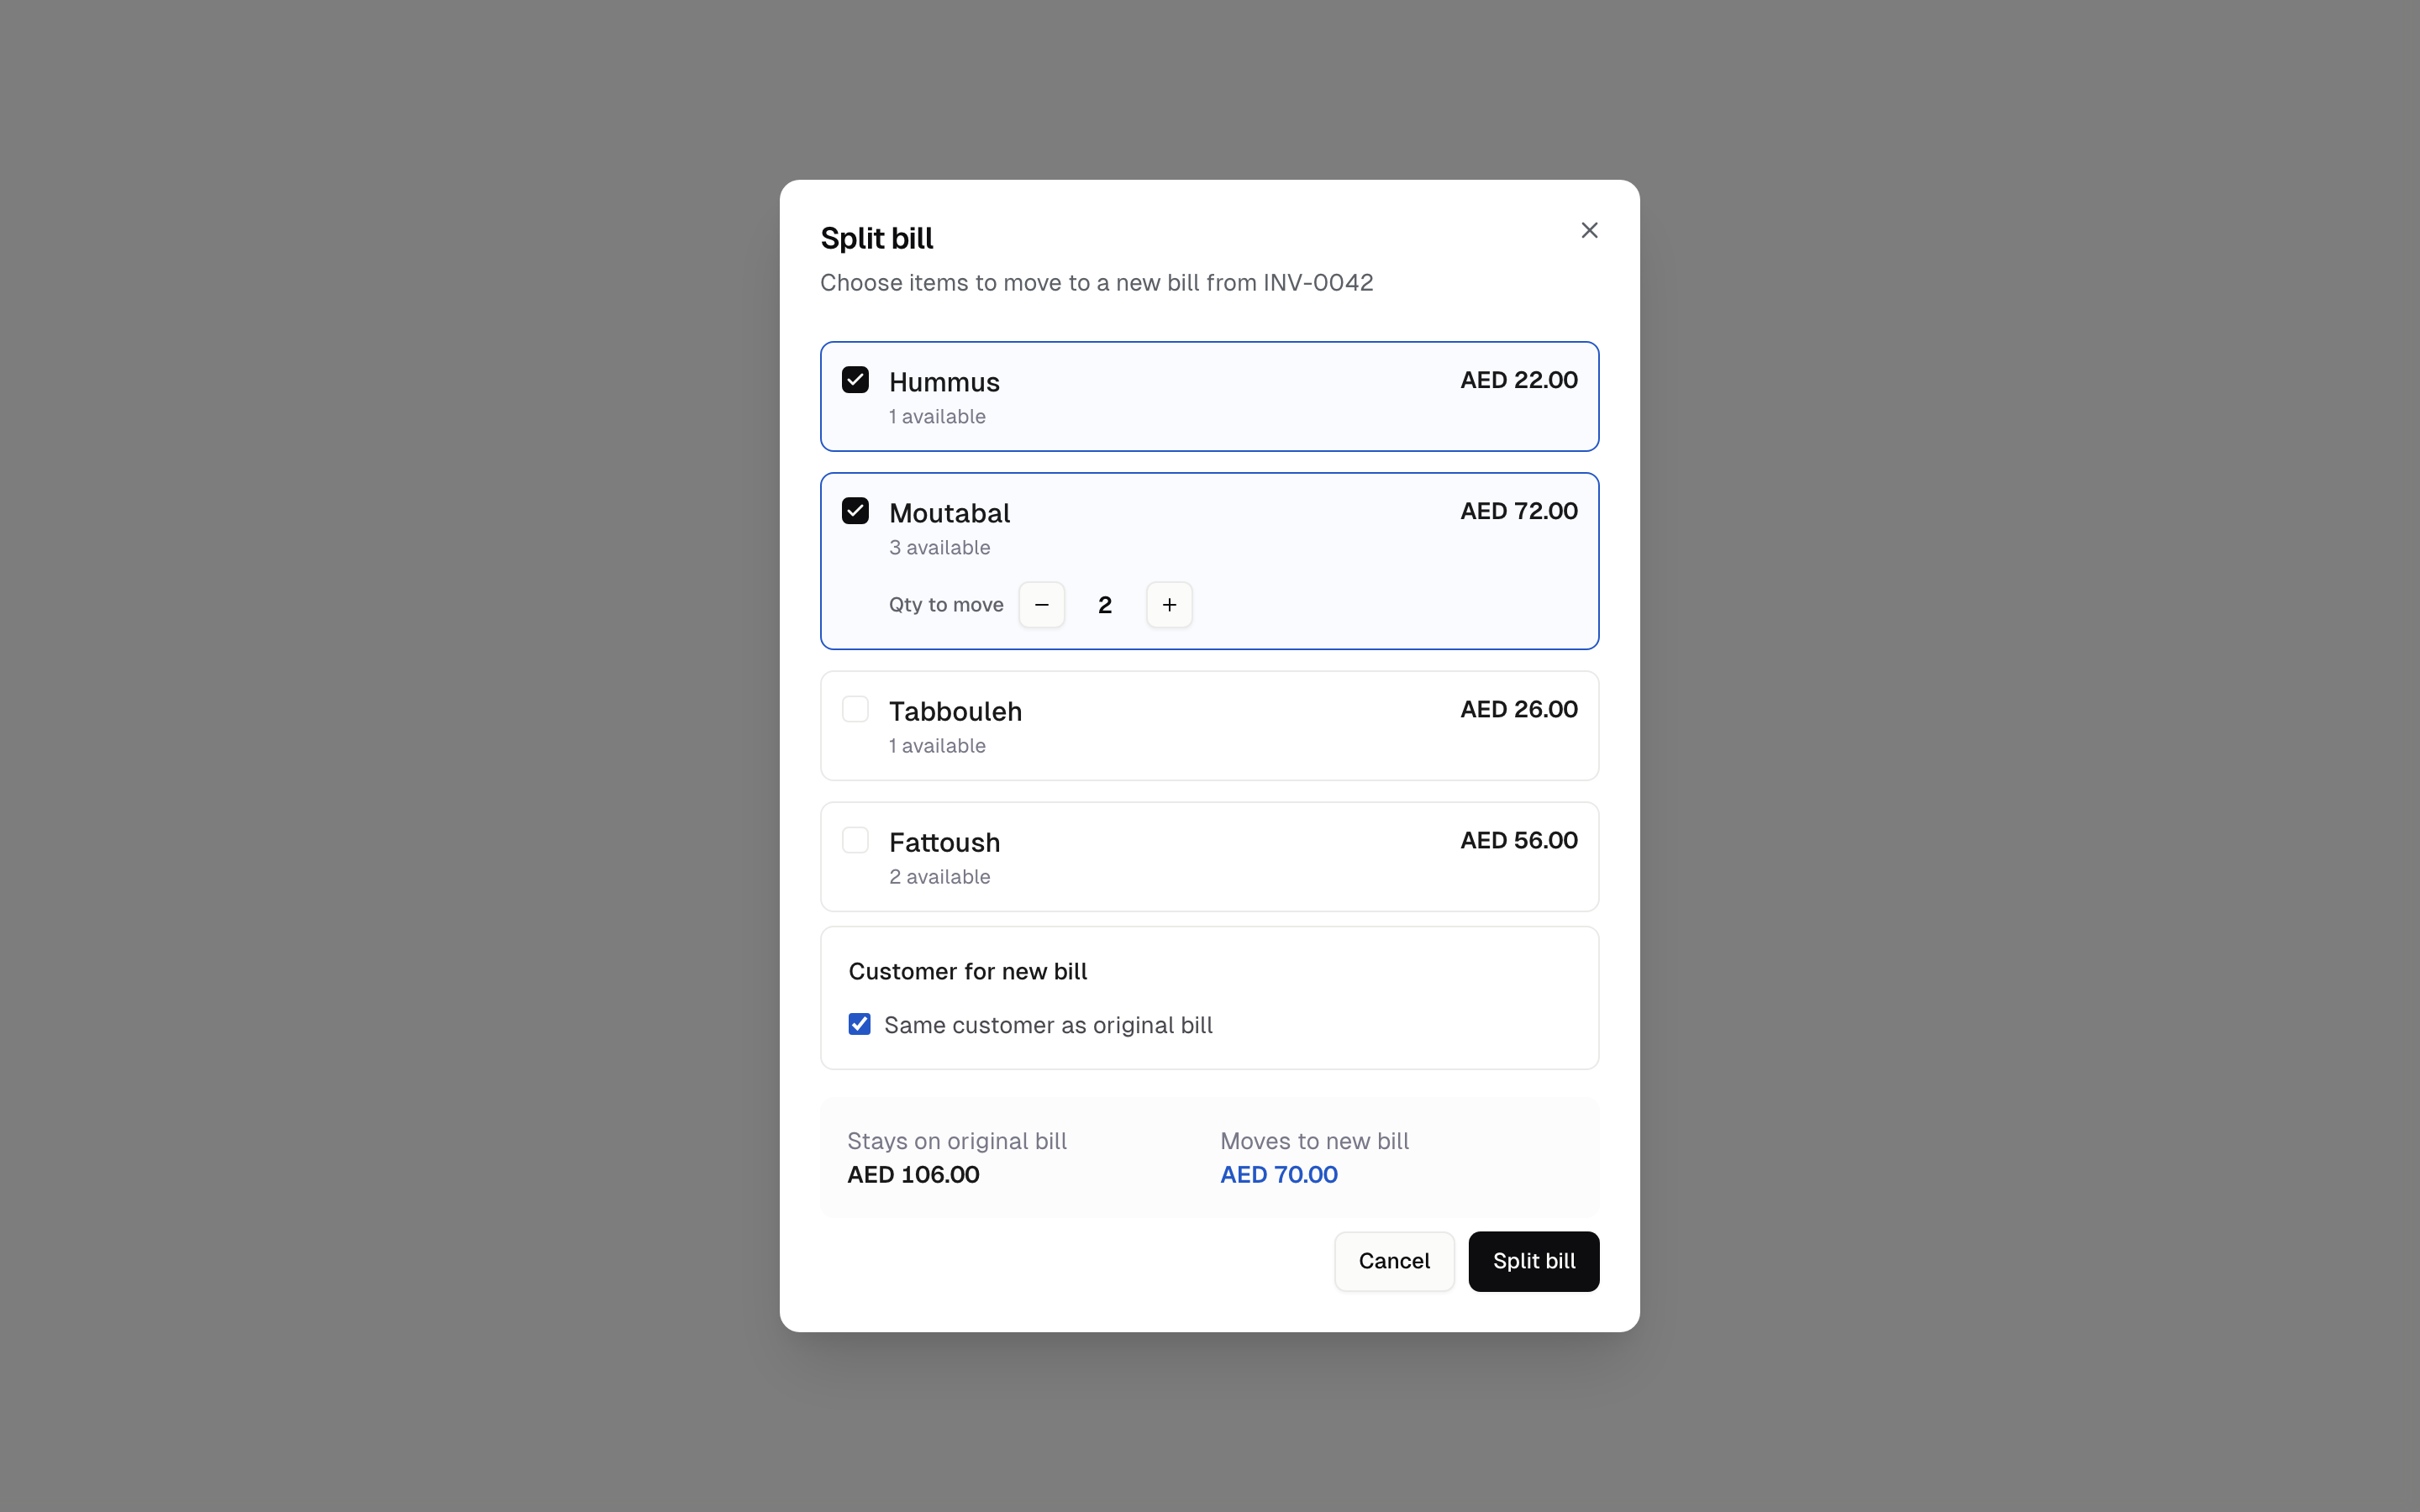 Split bill
Choose items to move to a new bill from INV-0042
Hummus
AED 22.00
1 available
Moutabal
AED 72.00
3 available
Qty to move
2
Tabbouleh
AED 26.00
1 available
Fattoush
AED 56.00
2 available
Customer for new bill
Same customer as original bill
Stays on original bill
Moves to new bill
AED 106.00
AED 70.00
Cancel
Split bill